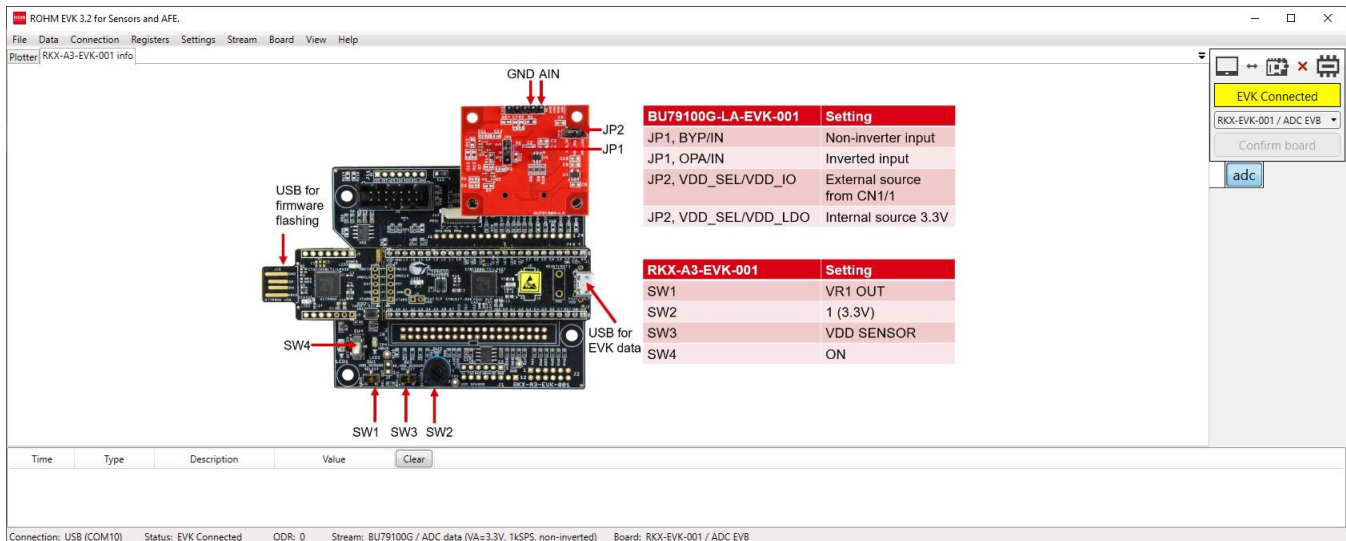 ROHM EVK 3.2 for Sensors and AFE.
File Data Connection Registers Settings Stream Board View Help
Plotter RKX-A3-EVK-001 info
EVK Connected
RKX-EVK-001 / ADC EVB
Confirm board
adc
GND AIN
JP2
JP1
USB for
firmware
flashing
SW4
USB for
EVK data
SW1 SW3 SW2
BU79100G-LA
RKX-A3-EVK-001
BU79100G-LA-EVK-001 Setting
JP1, BYP/IN Non-inverter input
JP1, OPA/IN Inverted input
JP2, VDD_SEL/VDD_IO External source
from CN1/1
JP2, VDD_SEL/VDD_LDO Internal source 3.3V
RKX-A3-EVK-001 Setting
SW1 VR1 OUT
SW2 1 (3.3V)
SW3 VDD SENSOR
SW4 ON
Time Type Description Value Clear
Connection: USB (COM10) Status: EVK Connected ODR: 0 Stream: BU79100G / ADC data (VA=3.3V, 1kSPS, non-inverted) Board: RKX-EVK-001 / ADC EVB